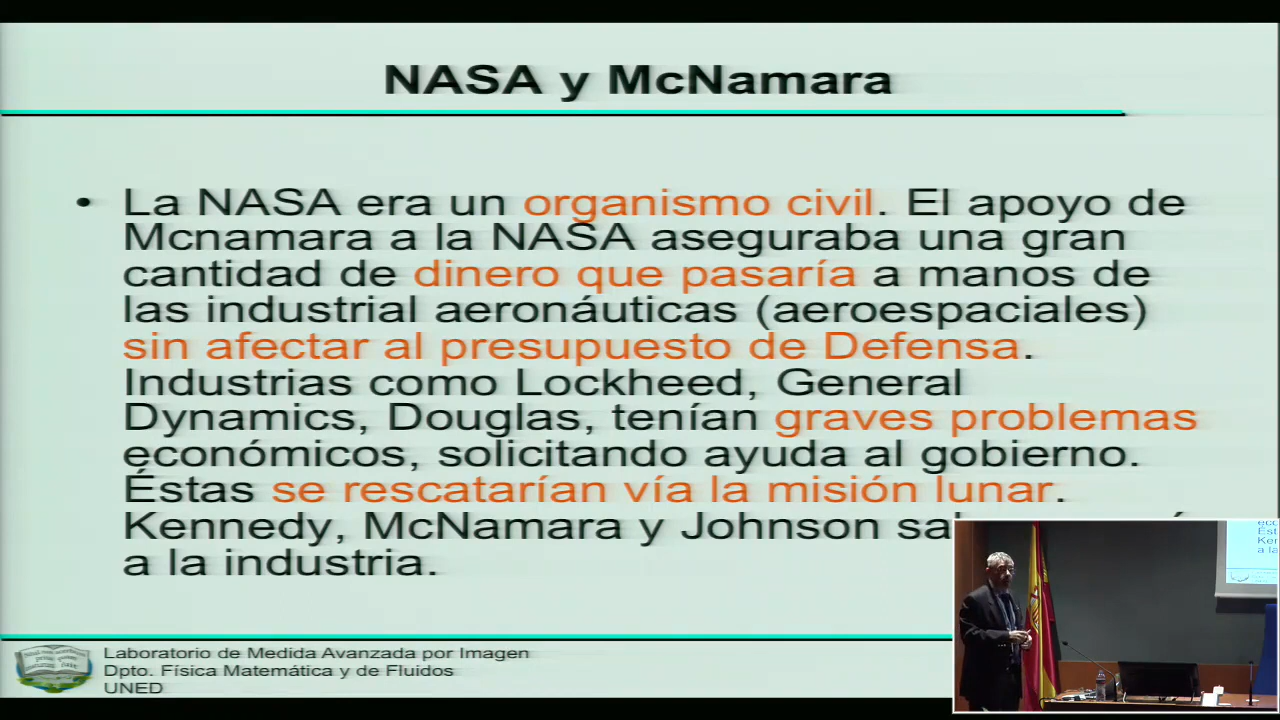 NASA y McNamara
• La NASA era un organismo civil. El apoyo de
Mcnamara a la NASA aseguraba una gran
cantidad de dinero que pasaría a manos de
las industrial aeronáuticas (aeroespaciales)
sin afectar al presupuesto de Defensa.
Industrias como Lockheed, General
Dynamics, Douglas, tenían graves problemas
económicos, solicitando ayuda al gobierno.
Éstas se rescatarían vía la misión lunar.
Kennedy, McNamara y Johnson
a la industria.
Laboratorio de Medida Avanzada por Imagen
Dpto. Física Matemática y de Fluidos
UNED